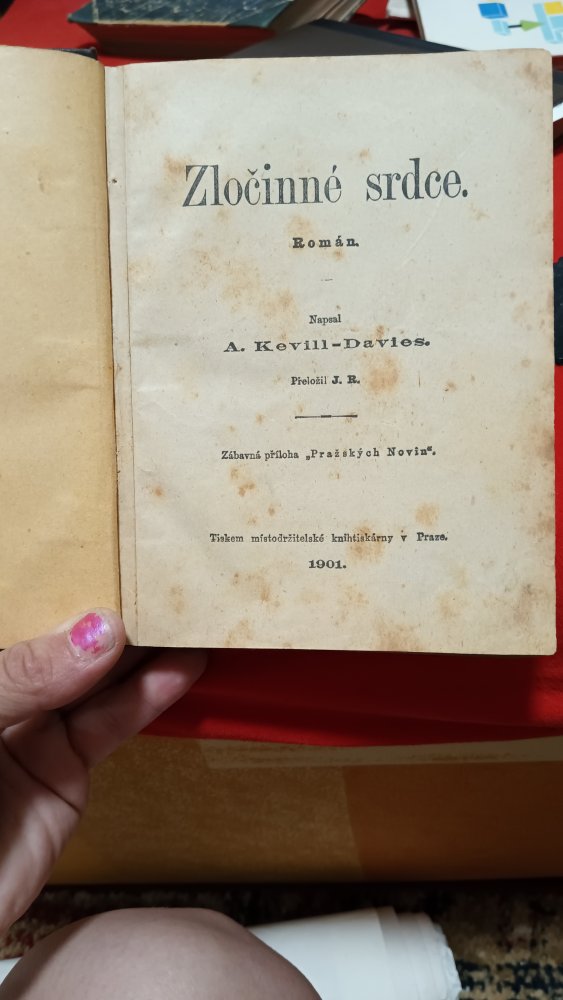 Zločinné srdce.
Román.
Napsal
A. Kevill-Davies.
Přeložil J. R.
Zábavná příloha „Pražských Novin“.
Tiskem místodržitelské knihtiskárny v Praze.
1901.